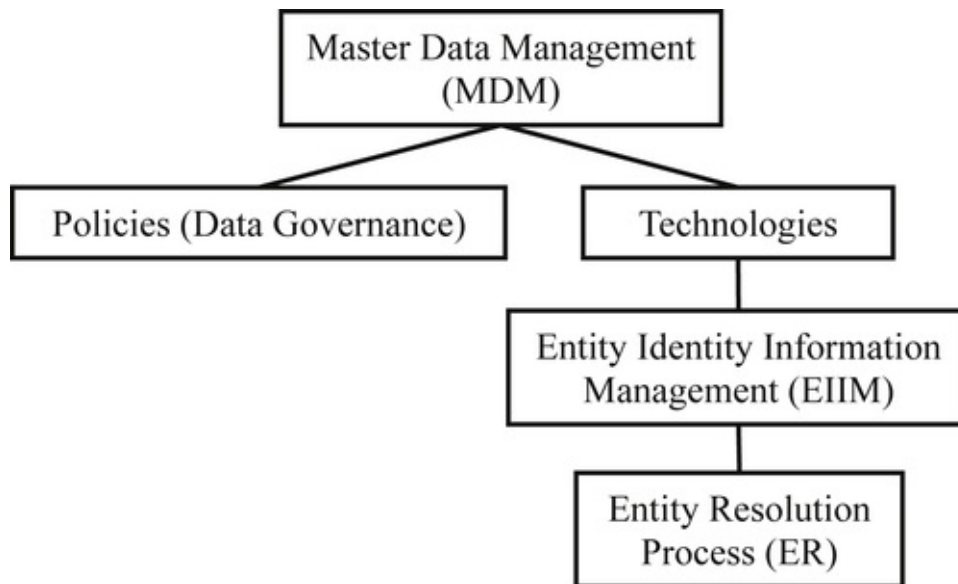 Master Data Management
(MDM)
Policies (Data Governance)
Technologies
Entity Identity Information
Management (EIIM)
Entity Resolution
Process (ER)